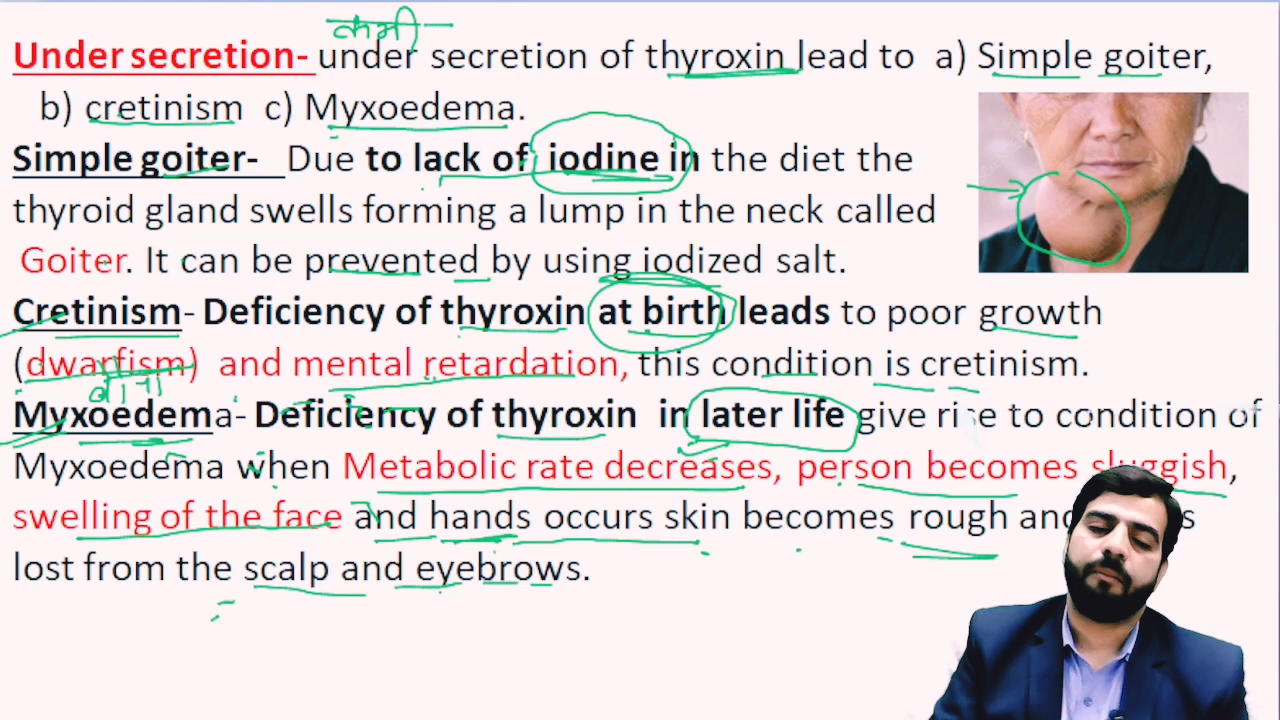 कमी
Under secretion- under secretion of thyroxin lead to a) Simple goiter,
b) cretinism c) Myxoedema.
Simple goiter- Due to lack of iodine in the diet the
thyroid gland swells forming a lump in the neck called
Goiter. It can be prevented by using iodized salt.
Cretinism- Deficiency of thyroxin at birth leads to poor growth
(dwarfism) and mental retardation, this condition is cretinism.
Myxoedema- Deficiency of thyroxin in later life give rise to condition of
Myxoedema when Metabolic rate decreases, person becomes sluggish,
swelling of the face and hands occurs skin becomes rough and
lost from the scalp and eyebrows.